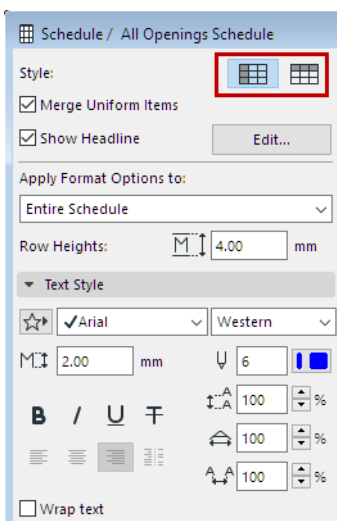 Schedule / All Openings Schedule
Style:
Merge Uniform Items
Show Headline
Edit...
Apply Format Options to:
Entire Schedule
Row Heights: M 4.00 mm
Text Style
Arial Western
M 2.00 mm 6
B I U T
A A 100 %
100 %
A A 100 %
Wrap text